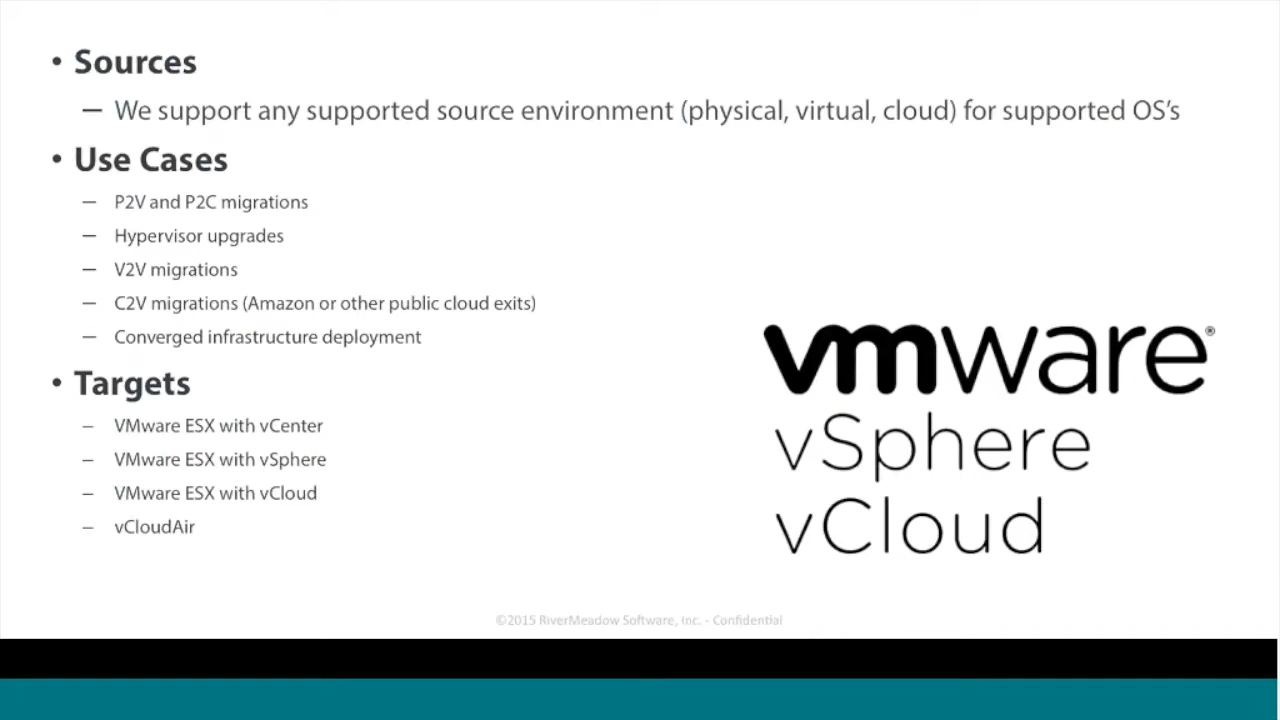 • Sources
– We support any supported source environment (physical, virtual, cloud) for supported OS’s
• Use Cases
– P2V and P2C migrations
– Hypervisor upgrades
– V2V migrations
– C2V migrations (Amazon or other public cloud exits)
– Converged infrastructure deployment
• Targets
– VMware ESX with vCenter
– VMware ESX with vSphere
– VMware ESX with vCloud
– vCloudAir
vmware®
vSphere
vCloud
©2015 RiverMeadow Software, Inc. - Confidential